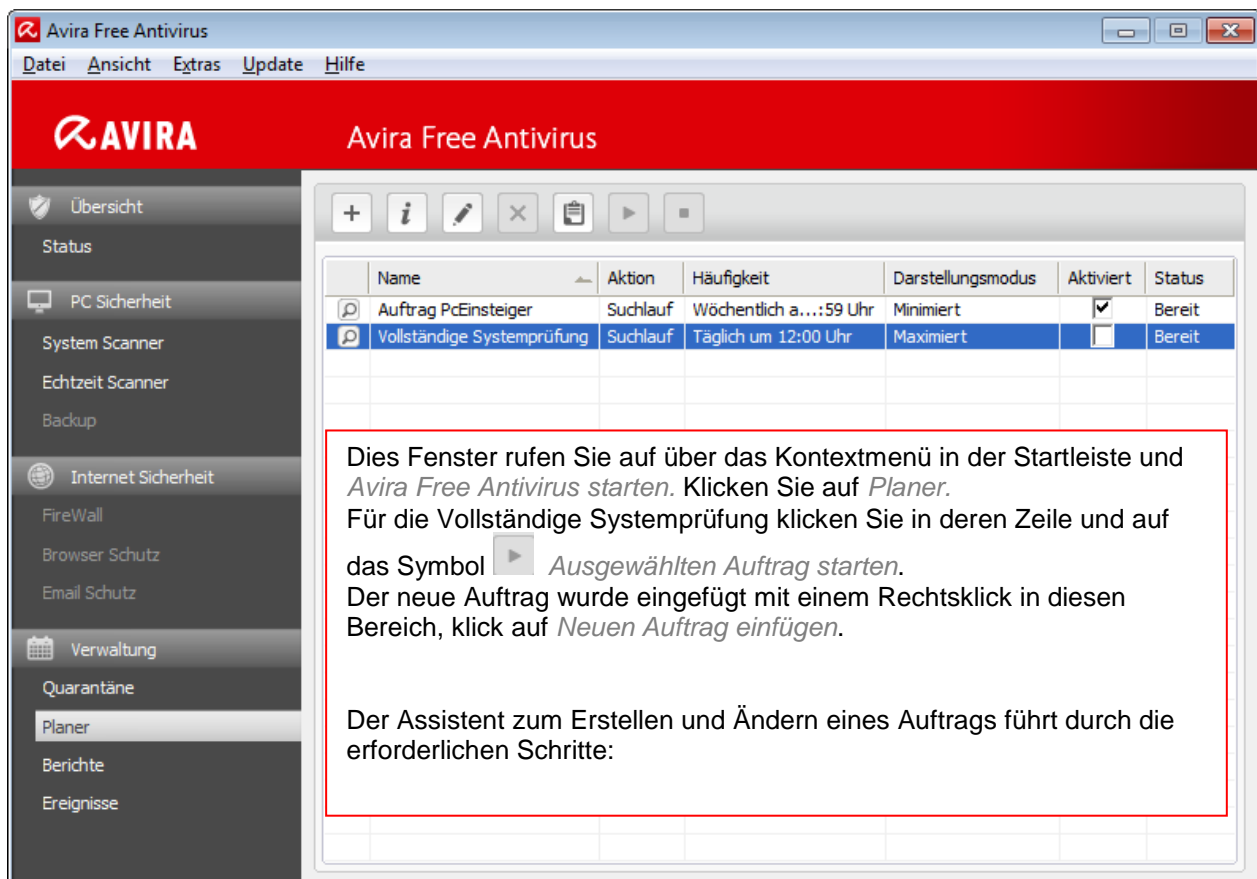 Avira Free Antivirus
Datei Ansicht Extras Update Hilfe
AVIRA Avira Free Antivirus
Übersicht
Status
PC Sicherheit
System Scanner
Echtzeit Scanner
Backup
Internet Sicherheit
FireWall
Browser Schutz
Email Schutz
Verwaltung
Quarantäne
Planer
Berichte
Ereignisse
Name Aktion Häufigkeit Darstellungsmodus Aktiviert Status
Auftrag PcEinsteiger Suchlauf Wöchentlich a...:59 Uhr Minimiert Bereit
Vollständige Systemprüfung Suchlauf Täglich um 12:00 Uhr Maximiert Bereit
Dies Fenster rufen Sie auf über das Kontextmenü in der Startleiste und
Avira Free Antivirus starten. Klicken Sie auf Planer.
Für die Vollständige Systemprüfung klicken Sie in deren Zeile und auf
das Symbol Ausgewählten Auftrag starten.
Der neue Auftrag wurde eingefügt mit einem Rechtsklick in diesen
Bereich, klick auf Neuen Auftrag einfügen.
Der Assistent zum Erstellen und Ändern eines Auftrags führt durch die
erforderlichen Schritte: